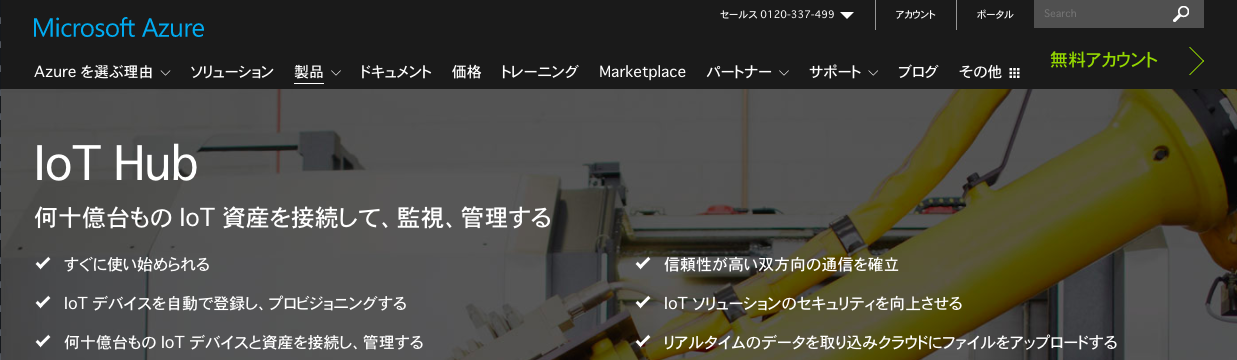 セールス 0120-337-499 アカウント ポータル Search
Microsoft Azure
無料アカウント
Azure を選ぶ理由 ソリューション 製品 ドキュメント 価格 トレーニング Marketplace パートナー サポート ブログ その他
IoT Hub
何十億台もの IoT 資産を接続して、監視、管理する
すぐに使い始められる
IoT デバイスを自動で登録し、プロビジョニングする
何十億台もの IoT デバイスと資産を接続し、管理する
信頼性が高い双方向の通信を確立
IoT ソリューションのセキュリティを向上させる
リアルタイムのデータを取り込みクラウドにファイルをアップロードする